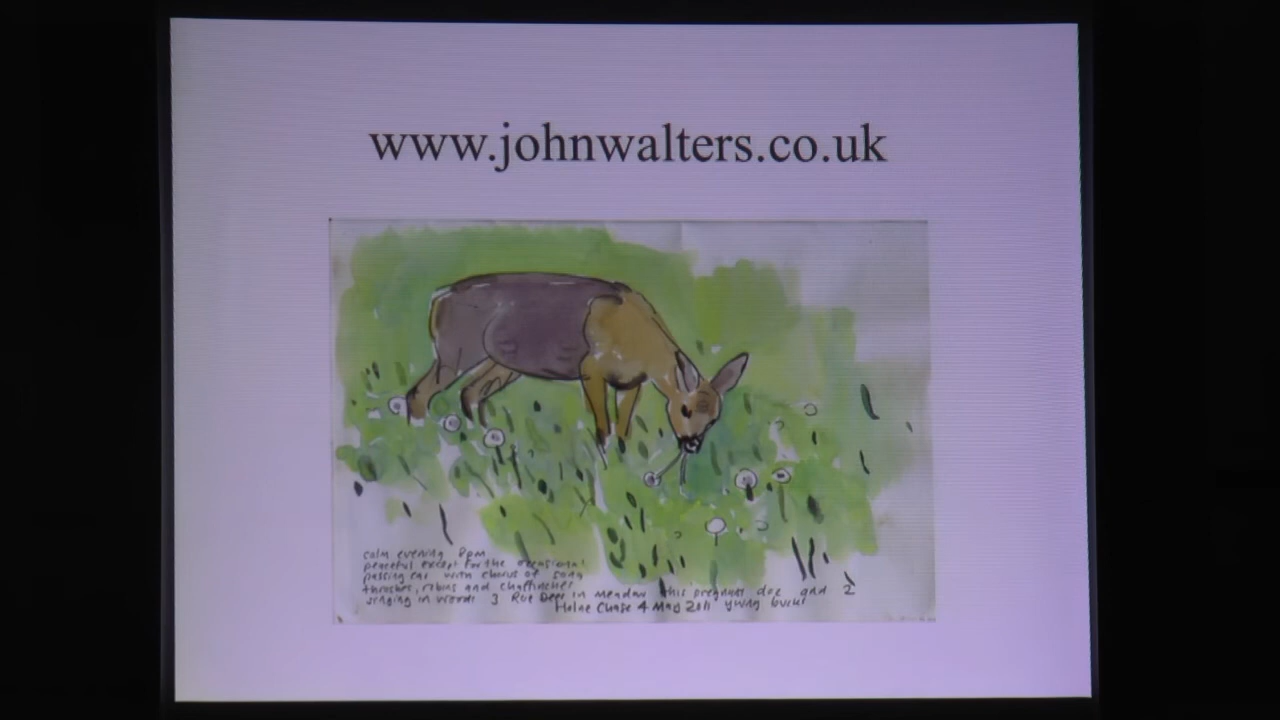 www.johnwalters.co.uk
calm evening 8pm
peaceful except for the occasional
passing car with chorus of song
thrushes, robins and chaffinches
singing in woods 3 Roe Deer in meadow this pregnant doe and 2
Holne Chase 4 May 2011 young bucks